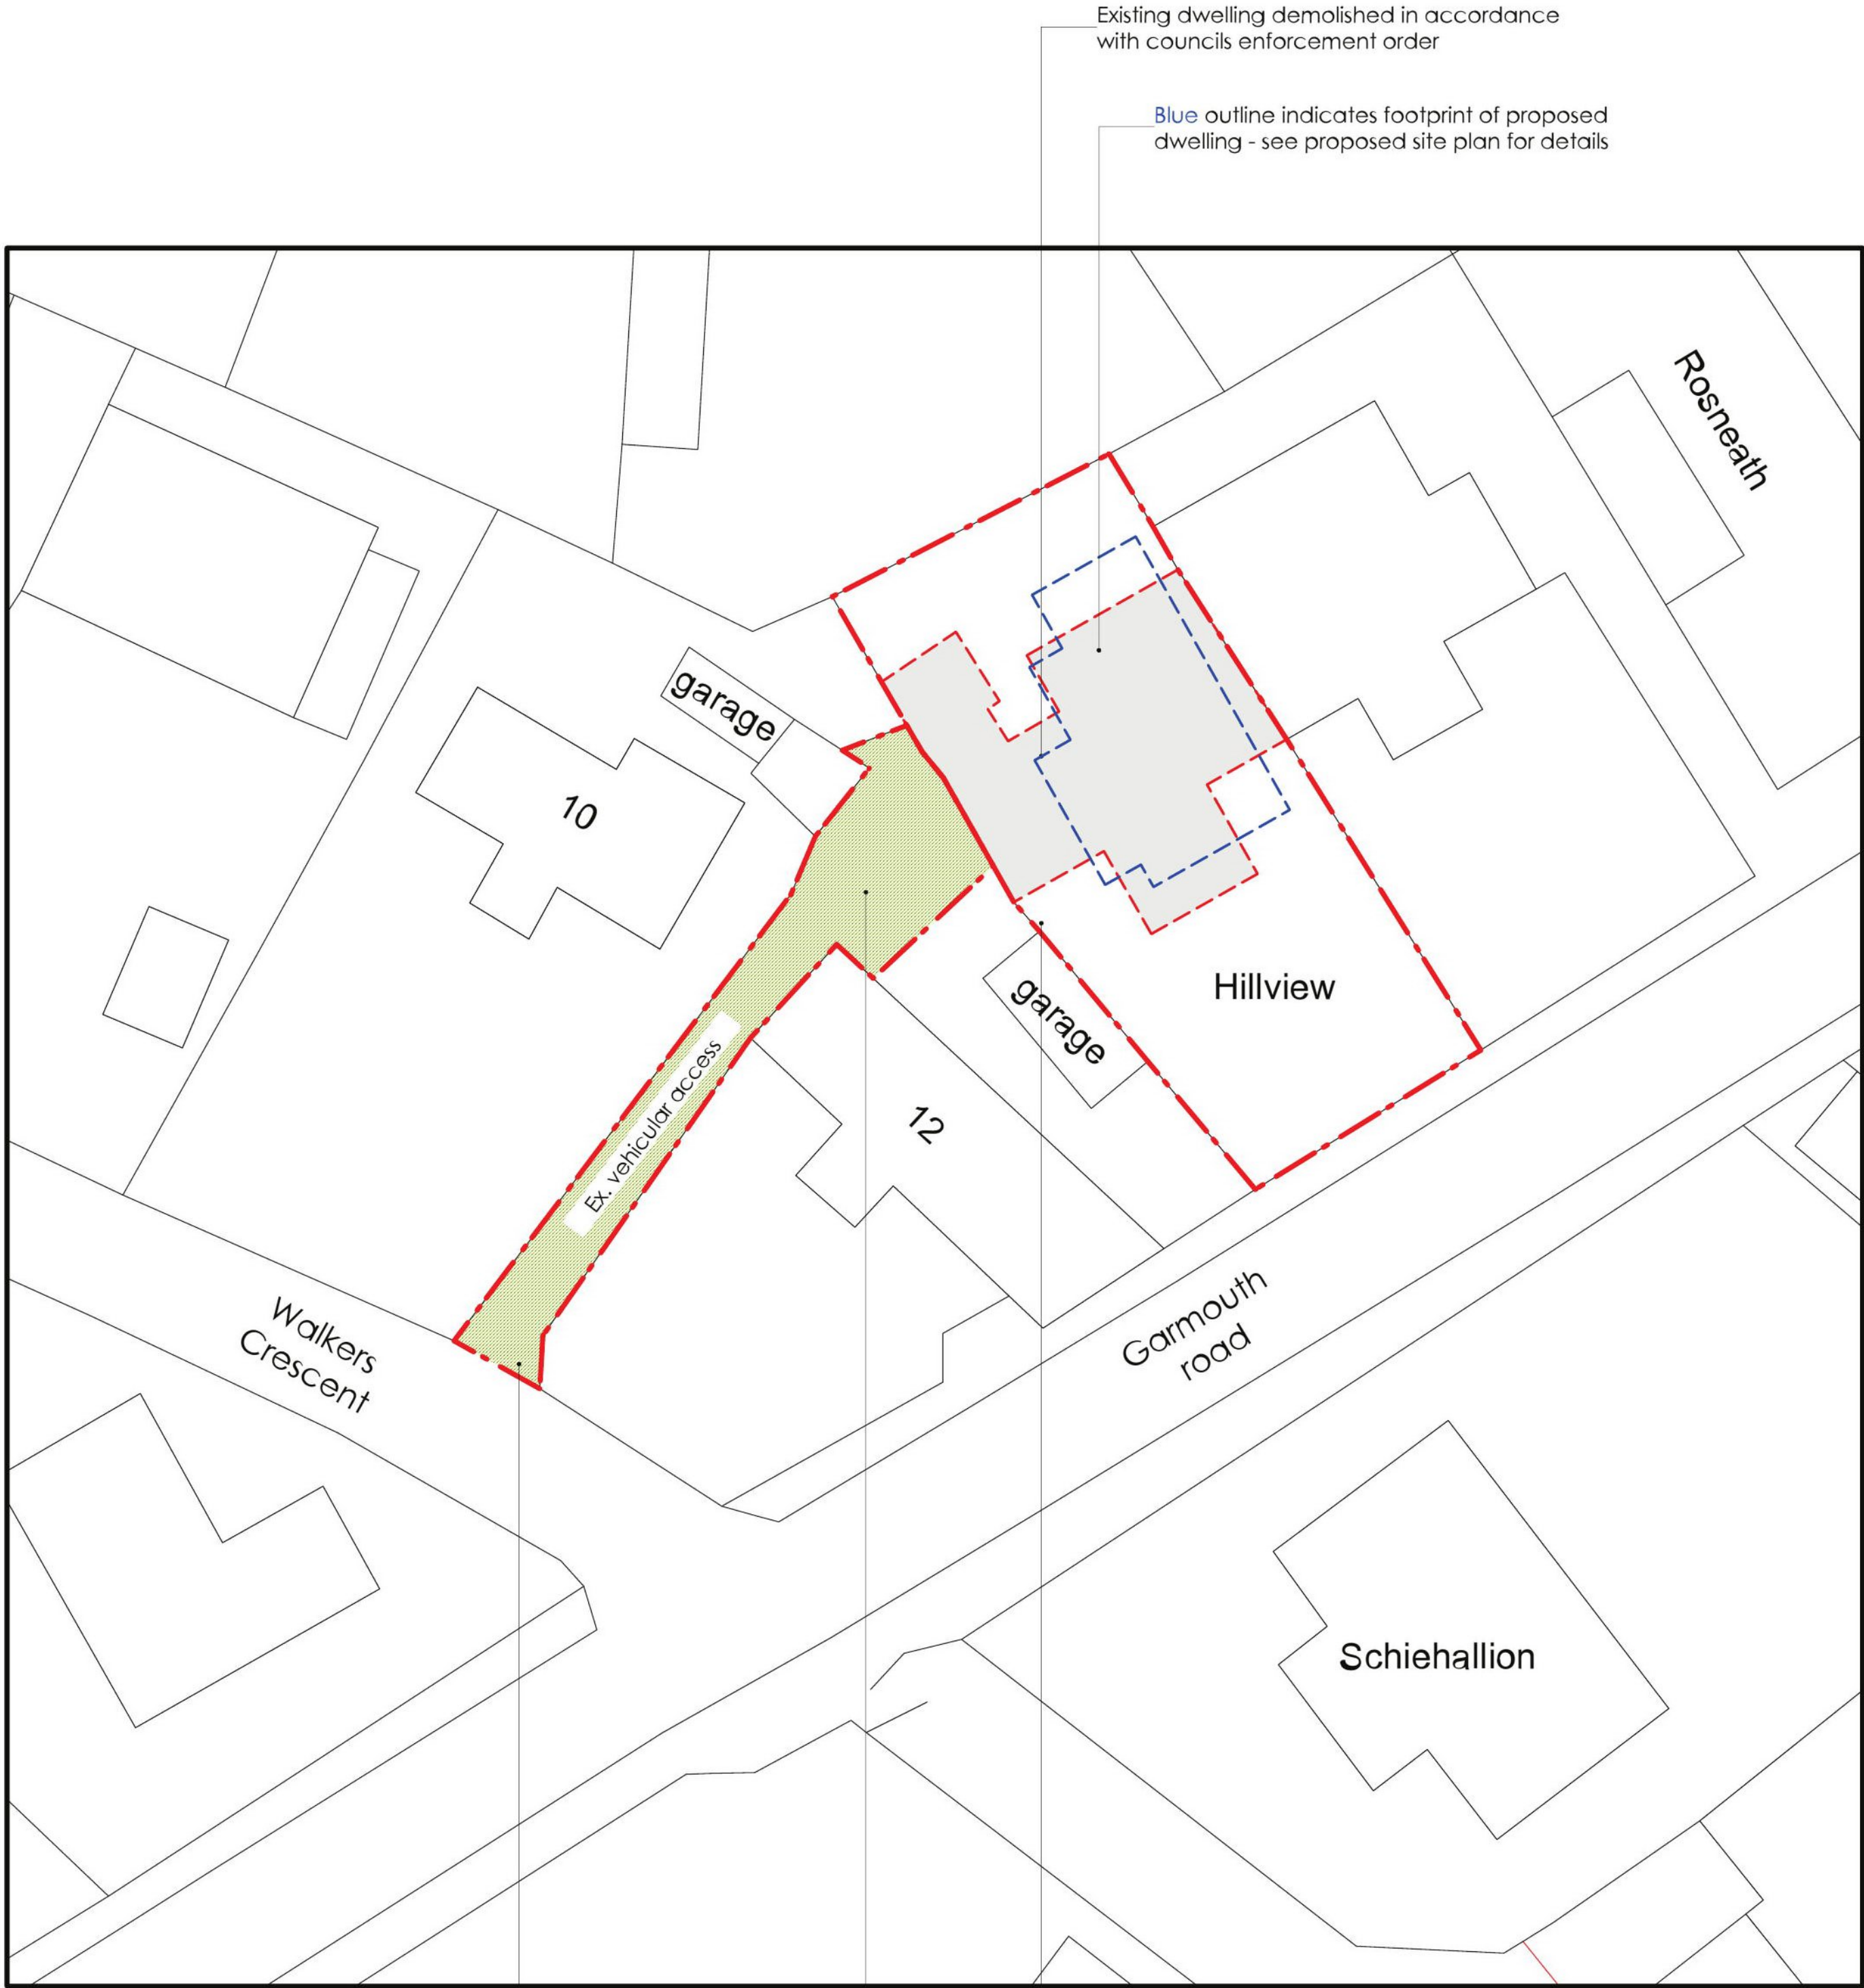 Existing dwelling demolished in accordance
with councils enforcement order
Blue outline indicates footprint of proposed
dwelling - see proposed site plan for details
Rosneath
garage
10
Hillview
garage
Ex. vehicular access
12
Walkers
Crescent
Garmouth
road
Schiehallion